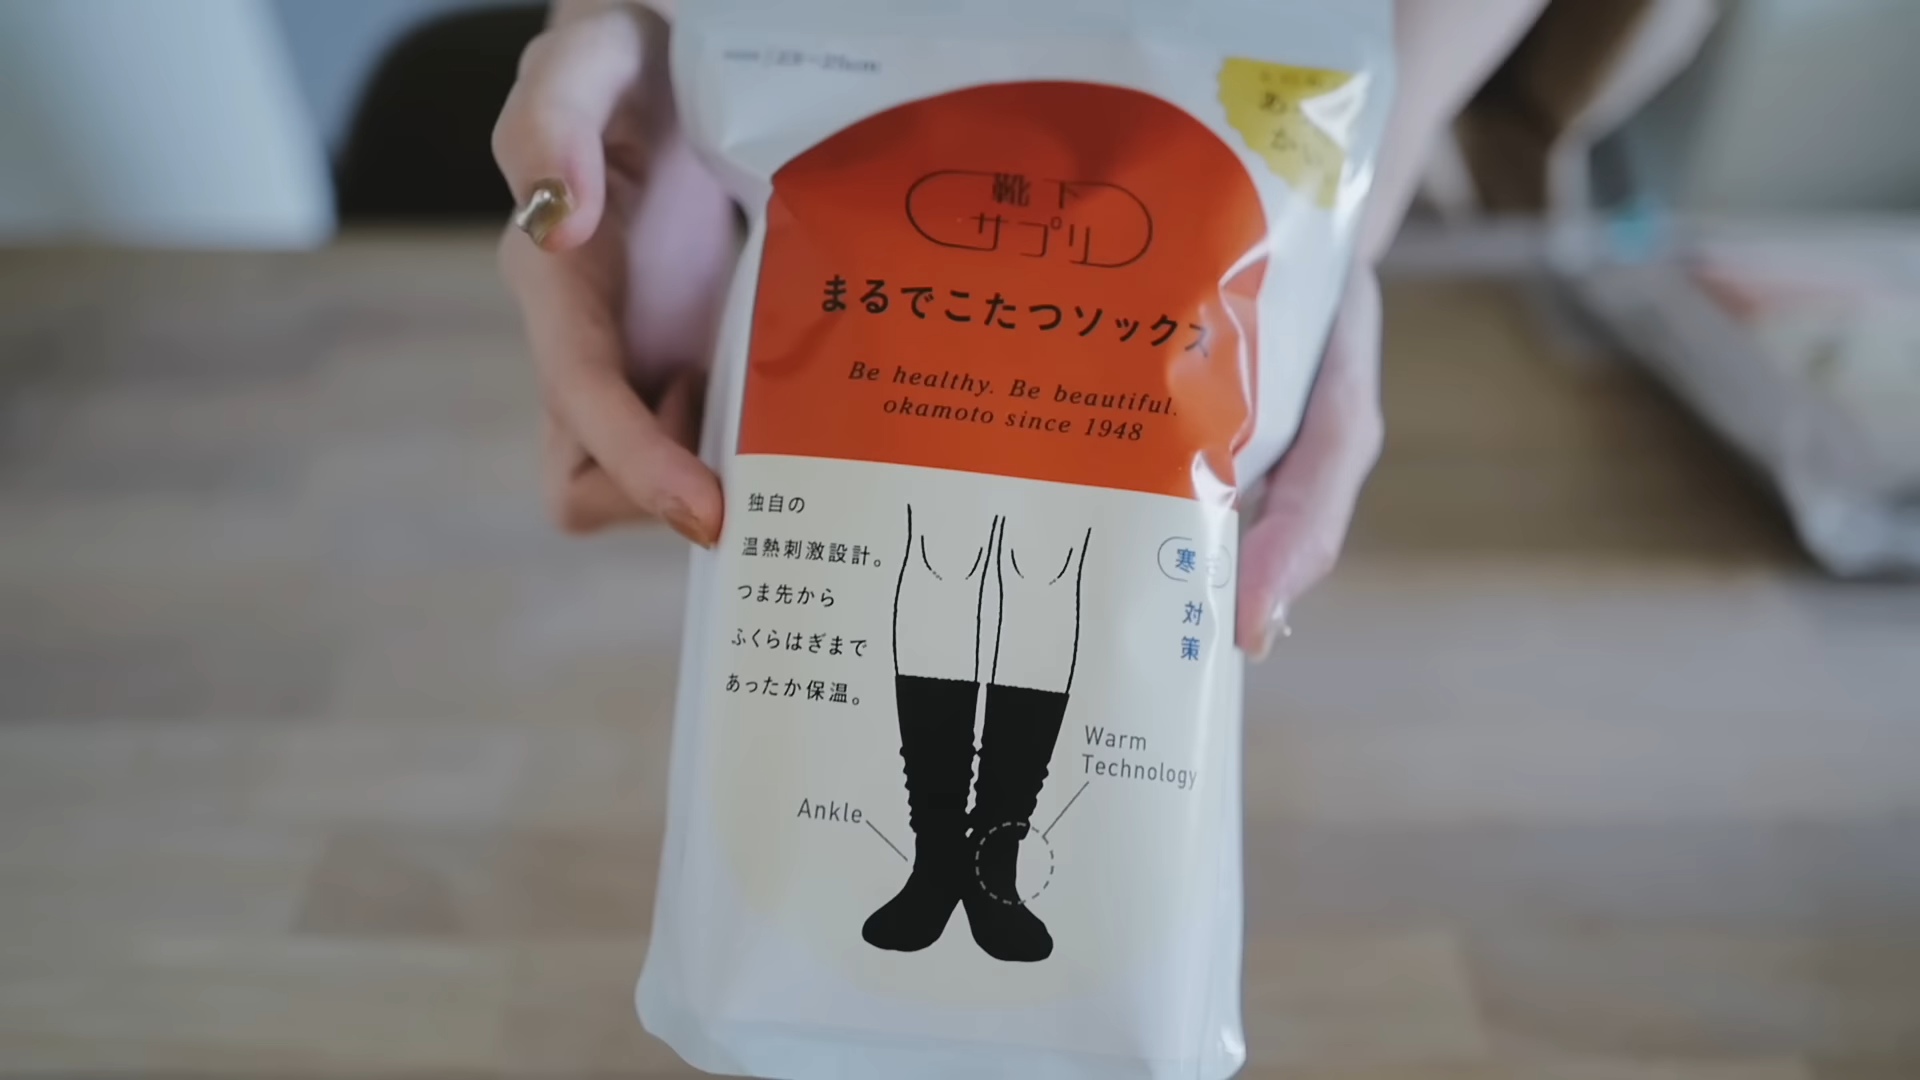 23~25cm
靴下
サプリ
まるでこたつソックス
Be healthy. Be beautiful.
okamoto since 1948
独自の
温熱刺激設計。
つま先から
ふくらはぎまで
あったか保温。
寒
対
策
Warm
Technology
Ankle